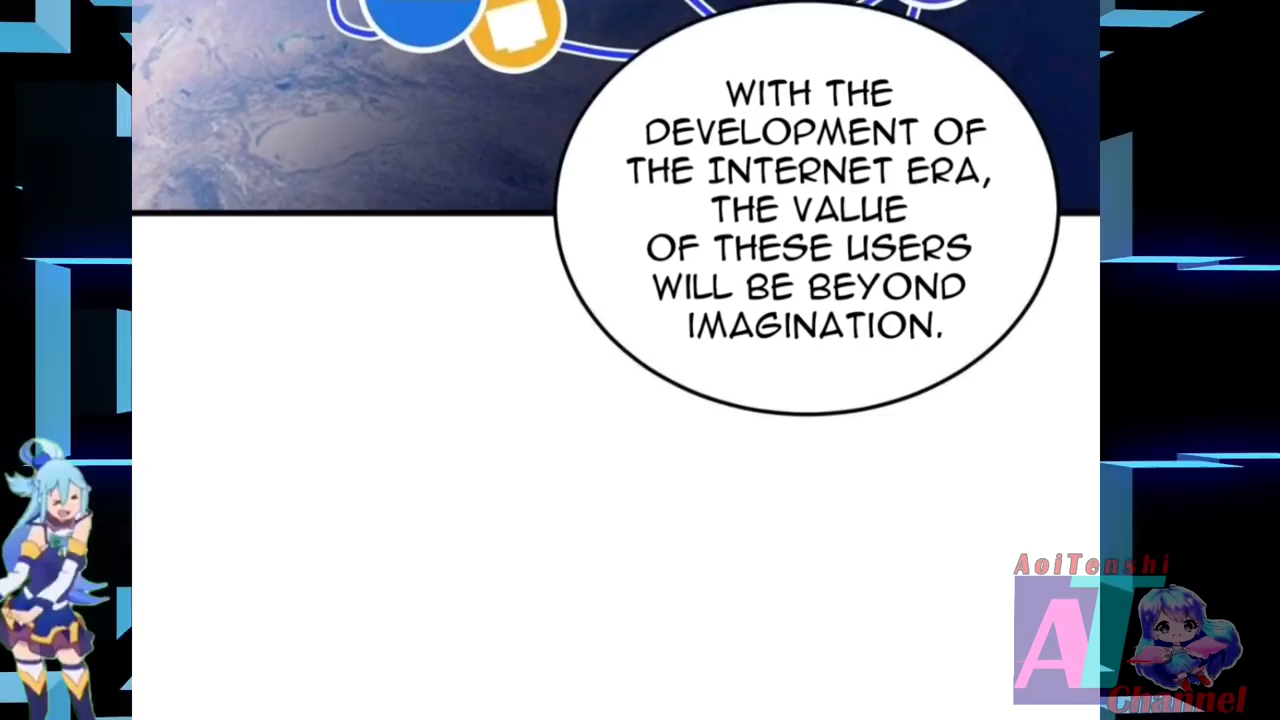 WITH THE
DEVELOPMENT OF
THE INTERNET ERA,
THE VALUE
OF THESE USERS
WILL BE BEYOND
IMAGINATION.
AoiTenshi
AT
Channel